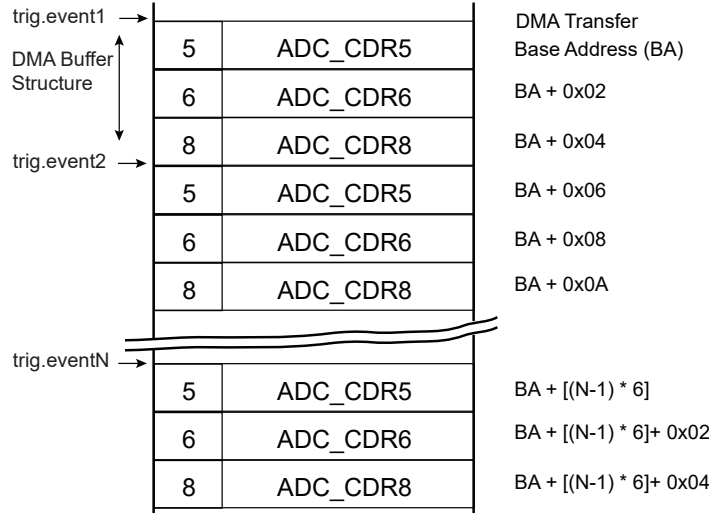 trig.event1
DMA Transfer
Base Address (BA)
DMA Buffer
Structure
5 ADC_CDR5
6 ADC_CDR6 BA + 0x02
8 ADC_CDR8 BA + 0x04
trig.event2
5 ADC_CDR5 BA + 0x06
6 ADC_CDR6 BA + 0x08
8 ADC_CDR8 BA + 0x0A
trig.eventN
5 ADC_CDR5 BA + [(N-1) * 6]
6 ADC_CDR6 BA + [(N-1) * 6]+ 0x02
8 ADC_CDR8 BA + [(N-1) * 6]+ 0x04